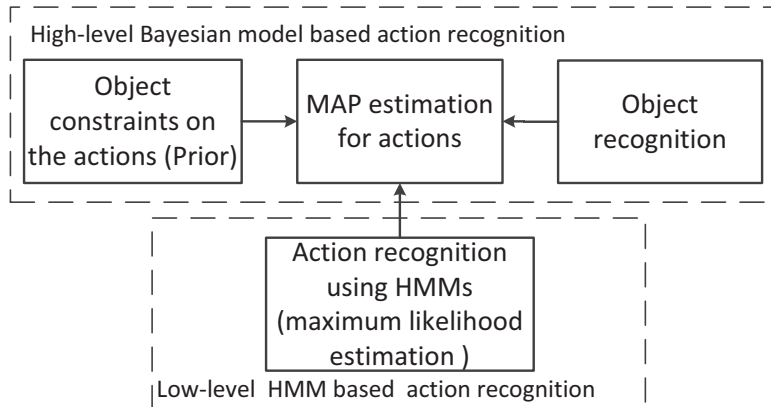 High-level Bayesian model based action recognition
Object
constraints on
the actions (Prior)
MAP estimation
for actions
Object
recognition
Action recognition
using HMMs
(maximum likelihood
estimation )
Low-level HMM based action recognition